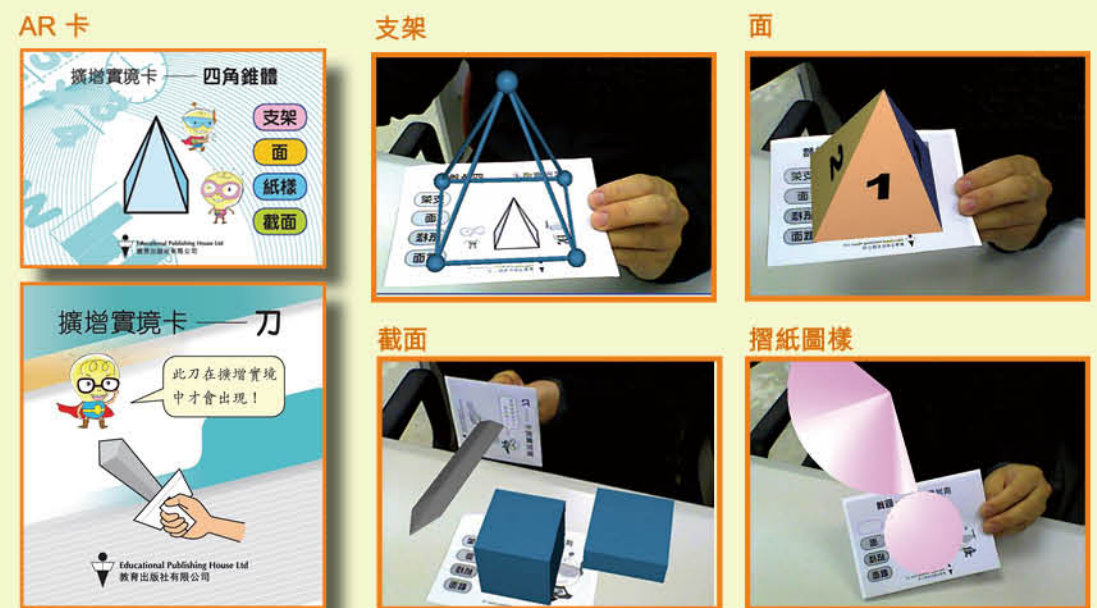 AR 卡
擴增實境卡 —— 四角錐體
支架
面
紙樣
截面
Educational Publishing House Ltd
教育出版社有限公司
擴增實境卡 —— 刀
此刀在擴增實境
中才會出現！
Educational Publishing House Ltd
教育出版社有限公司
支架
面
1
2
截面
摺紙圖樣